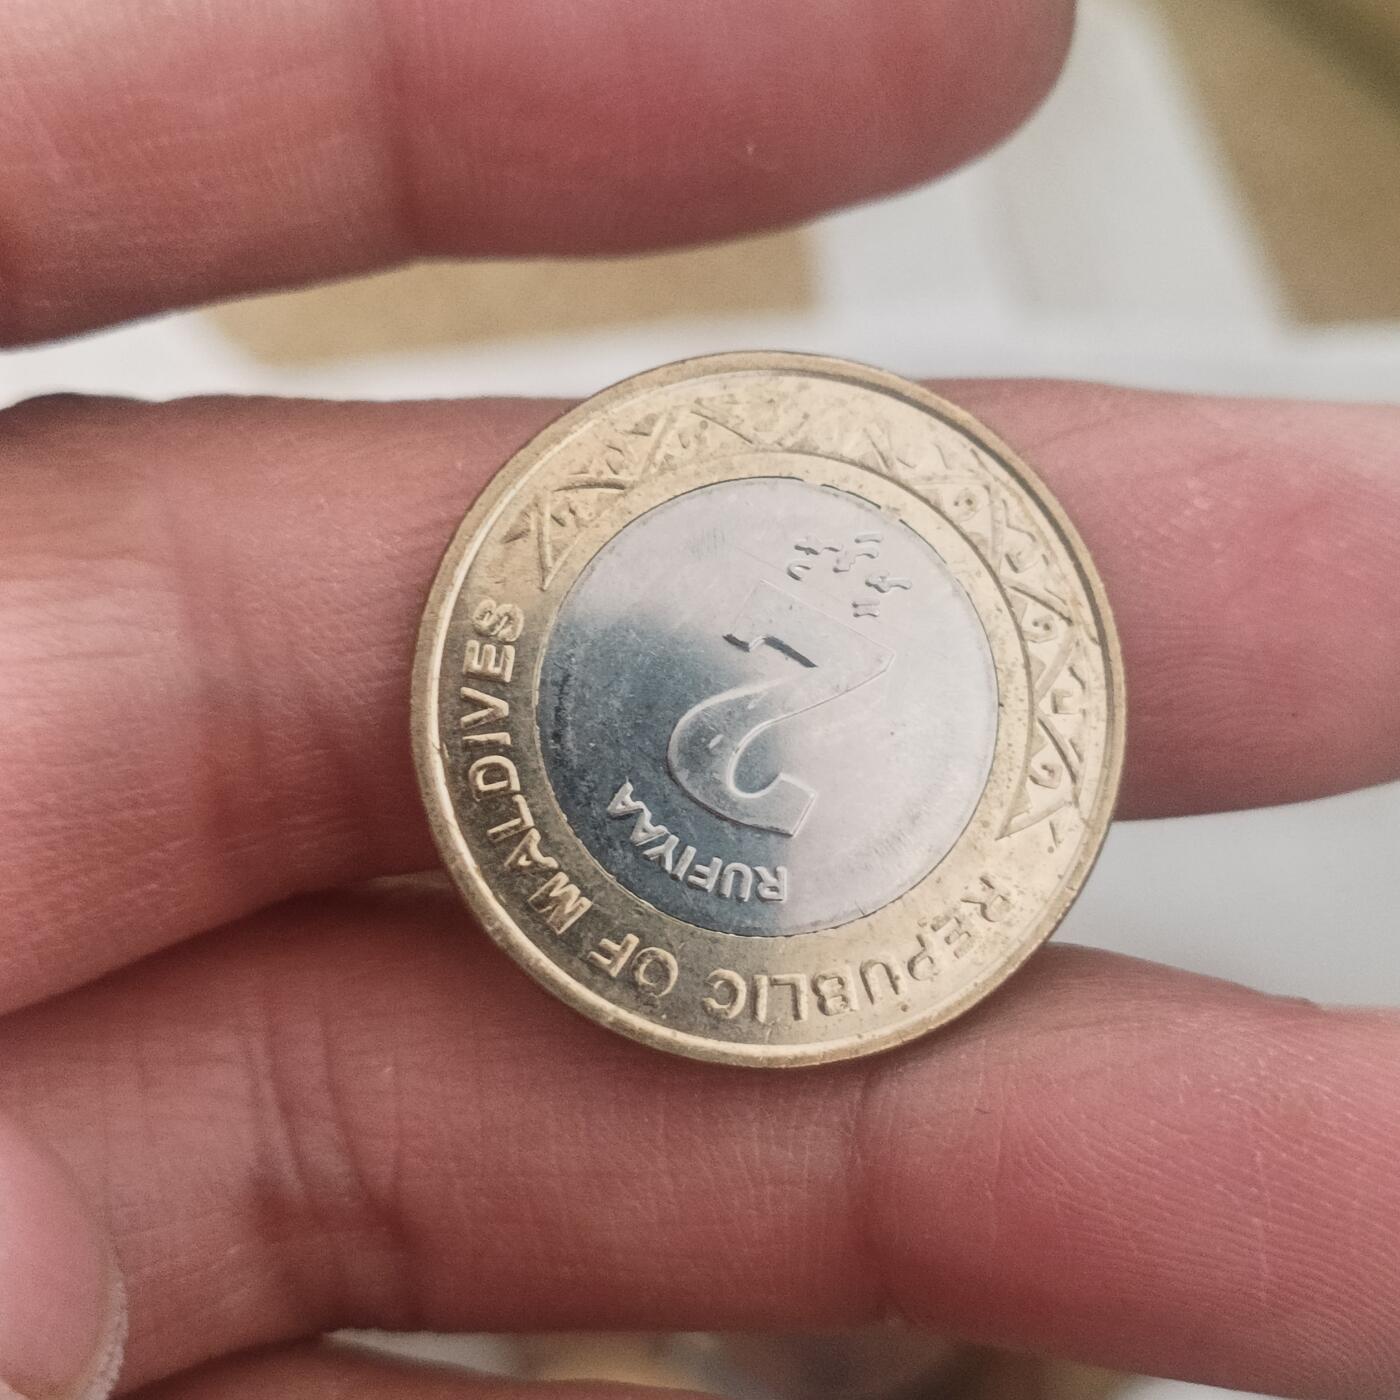 2
RUFIYAA
REPUBLIC OF MALDIVES